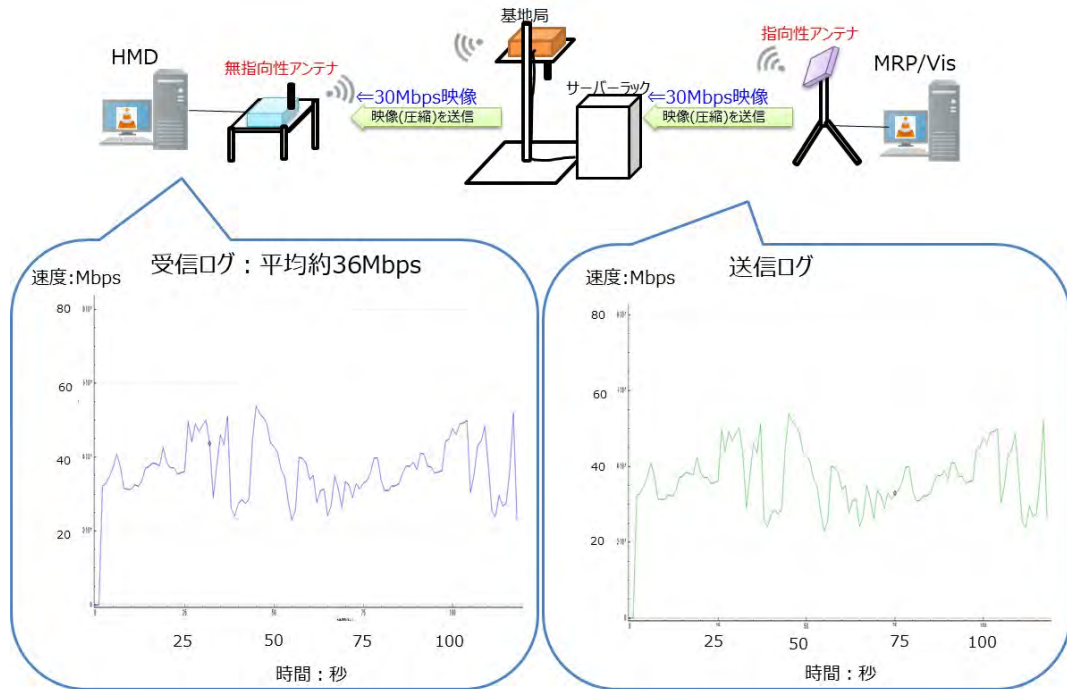 基地局
指向性アンテナ
HMD
MRP/Vis
無指向性アンテナ
サーバーラック
⇐30Mbps映像
⇐30Mbps映像
映像(圧縮)を送信
映像(圧縮)を送信
受信ログ：平均約36Mbps
速度:Mbps
80
60
40
20
25
50
75
100
時間：秒
送信ログ
速度:Mbps
80
60
40
20
25
50
75
100
時間：秒